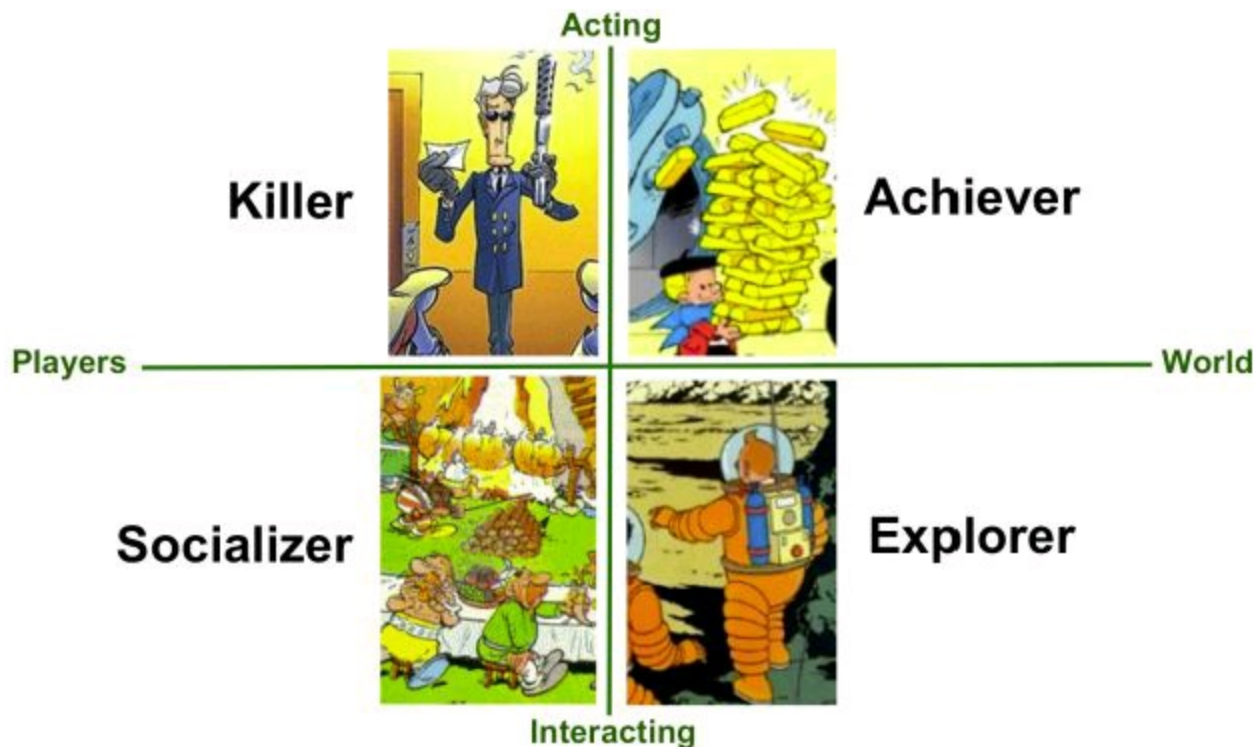 Acting
Killer
Achiever
Players
World
Socializer
Explorer
Interacting